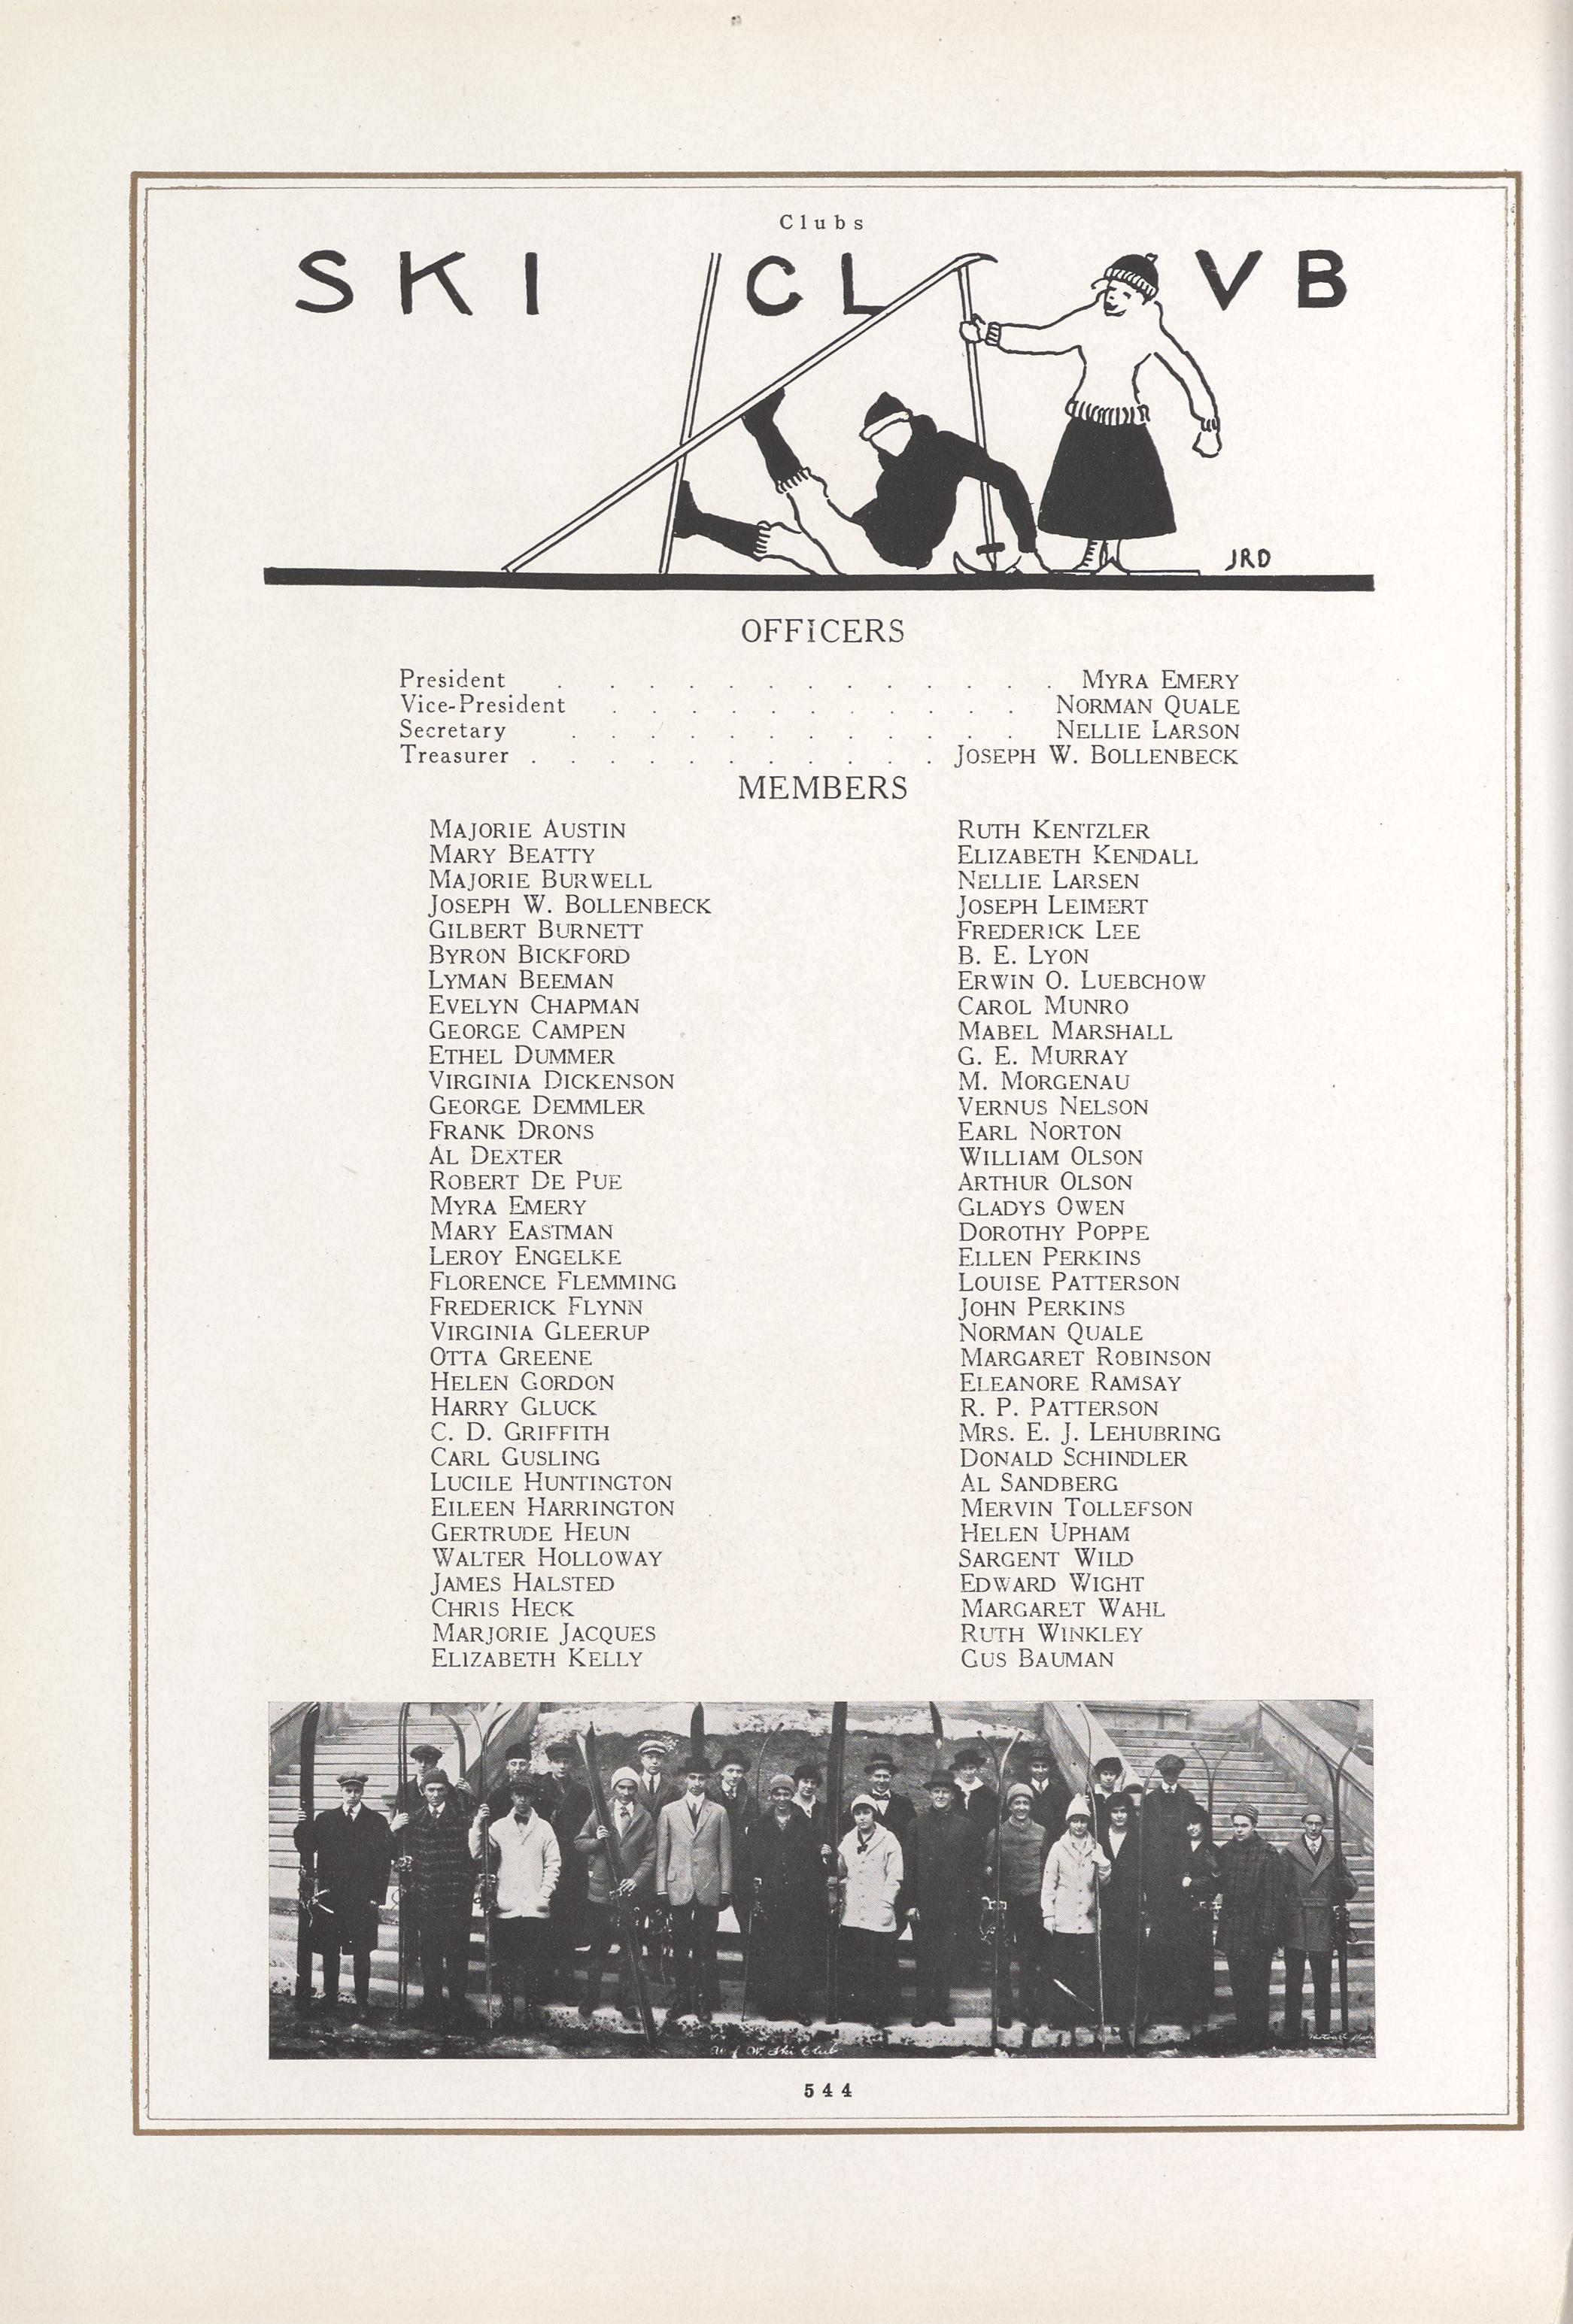 Clubs
SKI CLVB
JRD
OFFICERS
President . . . . . . . . . . . . . MYRA EMERY
Vice-President . . . . . . . . . . . NORMAN QUALE
Secretary . . . . . . . . . . . . NELLIE LARSON
Treasurer . . . . . . . . . . . JOSEPH W. BOLLENBECK
MEMBERS
MAJORIE AUSTIN
MARY BEATTY
MAJORIE BURWELL
JOSEPH W. BOLLENBECK
GILBERT BURNETT
BYRON BICKFORD
LYMAN BEEMAN
EVELYN CHAPMAN
GEORGE CAMPEN
ETHEL DUMMER
VIRGINIA DICKENSON
GEORGE DEMMLER
FRANK DRONS
AL DEXTER
ROBERT DE PUE
MYRA EMERY
MARY EASTMAN
LEROY ENGELKE
FLORENCE FLEMMING
FREDERICK FLYNN
VIRGINIA GLEERUP
OTTA GREENE
HELEN GORDON
HARRY GLUCK
C. D. GRIFFITH
CARL GUSLING
LUCILE HUNTINGTON
EILEEN HARRINGTON
GERTRUDE HEUN
WALTER HOLLOWAY
JAMES HALSTED
CHRIS HECK
MARJORIE JACQUES
ELIZABETH KELLY
RUTH KENTZLER
ELIZABETH KENDALL
NELLIE LARSEN
JOSEPH LEIMERT
FREDERICK LEE
B. E. LYON
ERWIN O. LUEBCHOW
CAROL MUNRO
MABEL MARSHALL
G. E. MURRAY
M. MORGENAU
VERNUS NELSON
EARL NORTON
WILLIAM OLSON
ARTHUR OLSON
GLADYS OWEN
DOROTHY POPPE
ELLEN PERKINS
LOUISE PATTERSON
JOHN PERKINS
NORMAN QUALE
MARGARET ROBINSON
ELEANORE RAMSAY
R. P. PATTERSON
MRS. E. J. LEHUBRING
DONALD SCHINDLER
AL SANDBERG
MERVIN TOLLEFSON
HELEN UPHAM
SARGENT WILD
EDWARD WIGHT
MARGARET WAHL
RUTH WINKLEY
GUS BAUMAN
W. Ski Club
544